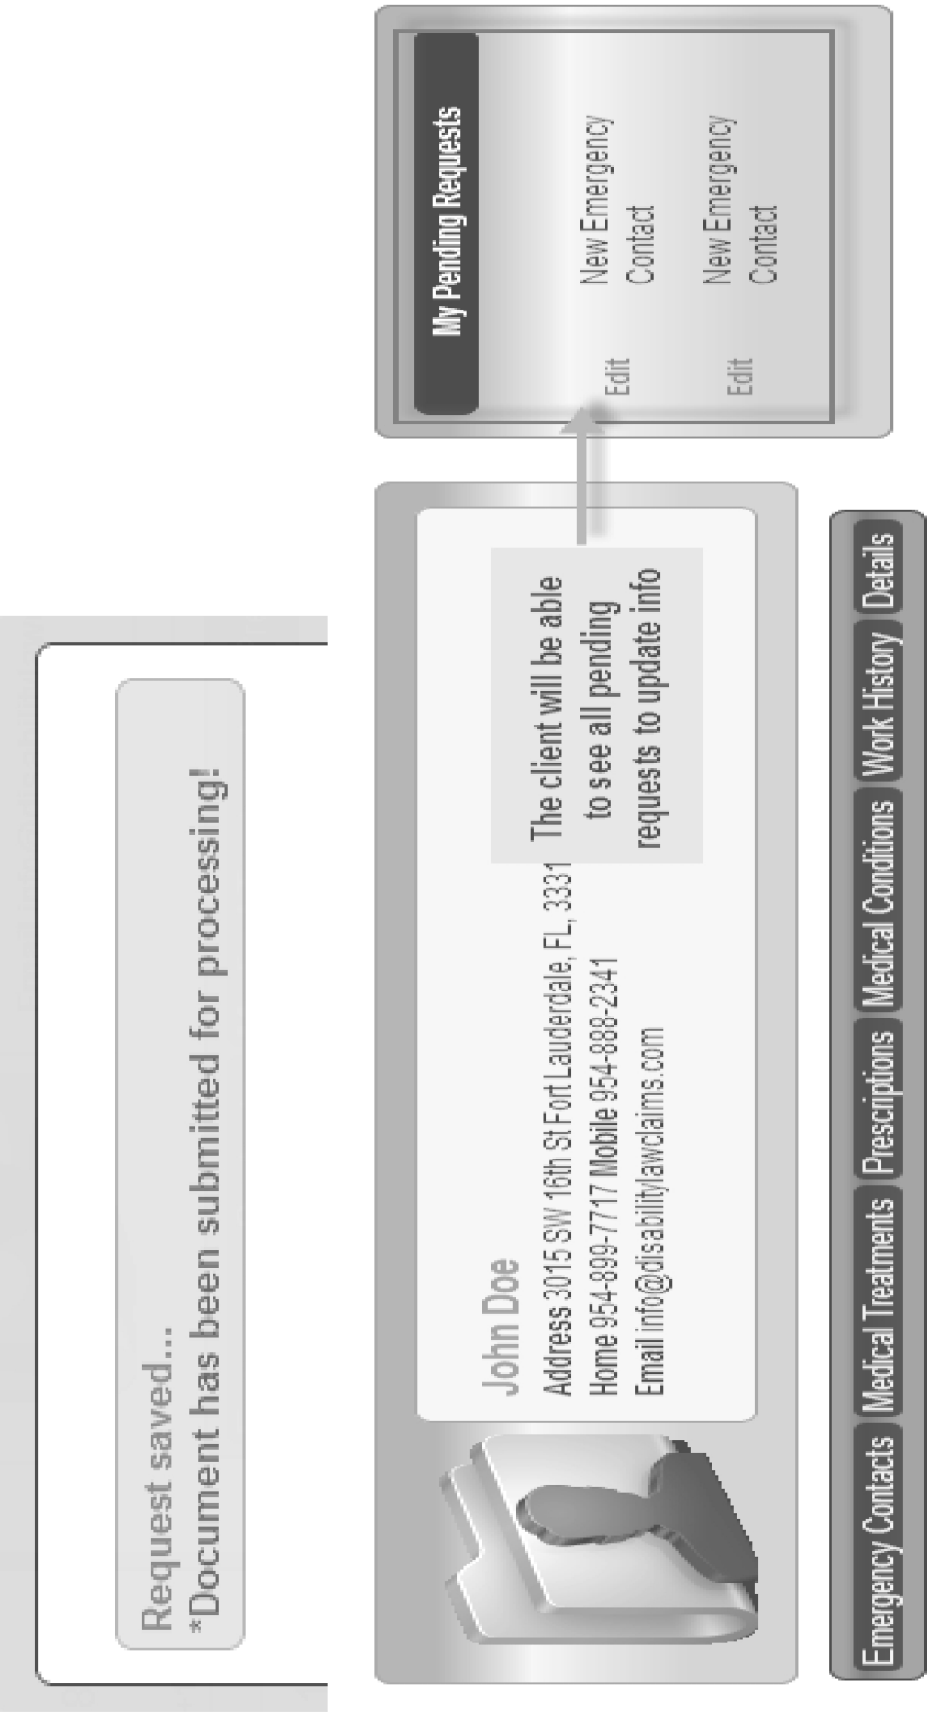 Request saved...
*Document has been submitted for processing!
John Doe
Address 3015 SW 16th St Fort Lauderdale, FL, 3331
Home 954-899-7717 Mobile 954-888-2341
Email info@disabilitylawclaims.com
The client will be able
to see all pending
requests to update info
My Pending Requests
Edit New Emergency
Contact
Edit New Emergency
Contact
Emergency Contacts Medical Treatments Prescriptions Medical Conditions Work History Details